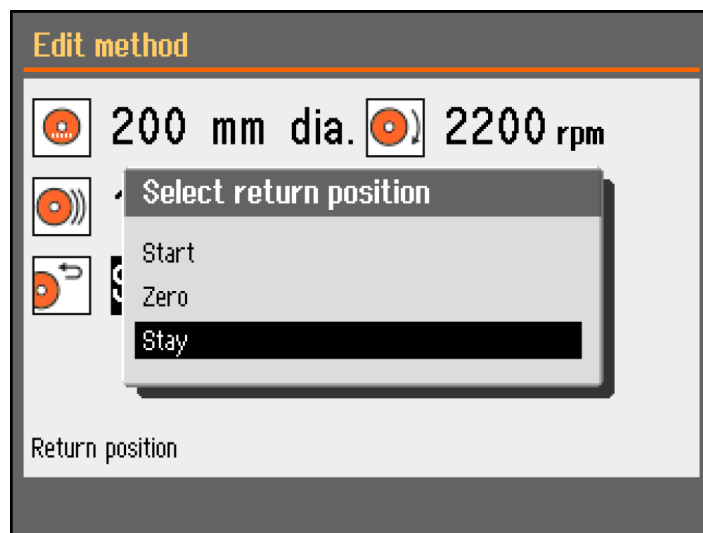 Edit method
200 mm dia. 2200 rpm
Select return position
Start
Zero
Stay
Return position